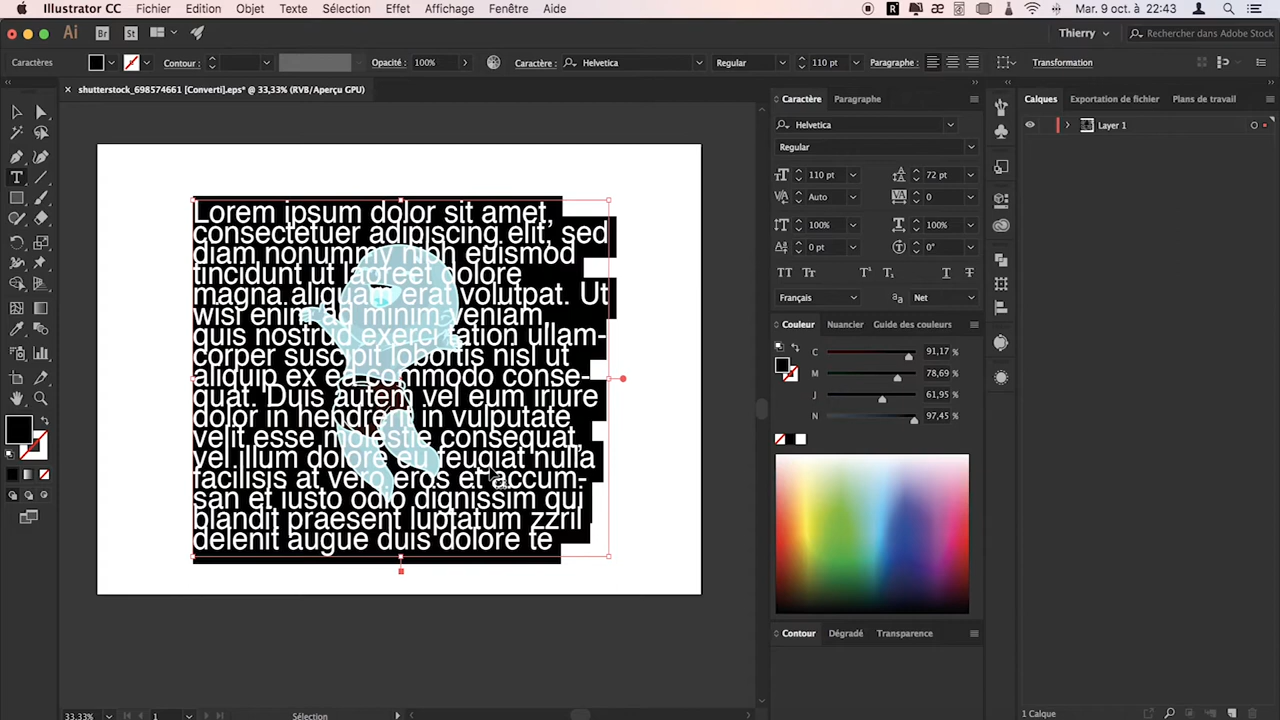 Illustrator CC Fichier Edition Objet Texte Sélection Effet Affichage Fenêtre Aide Mar. 9 oct. à 22:43
Ai Br St Thierry Rechercher dans Adobe Stock
Caractères Contour : Opacité : 100% Caractère : Helvetica Regular 110 pt Paragraphe : Transformation
× shutterstock_698574661 [Converti].eps* @ 33,33% (RVB/Aperçu GPU)
Caractère Paragraphe
Helvetica
Regular
110 pt 72 pt
Auto 0
100% 100%
0 pt 0°
Français Net
Couleur Nuancier Guide des couleurs
C 91,17 %
M 78,69 %
J 61,95 %
N 97,45 %
Contour Dégradé Transparence
Calques Exportation de fichier Plans de travail
Layer 1
Lorem ipsum dolor sit amet,
consectetuer adipiscing elit, sed
diam nonummy nibh euismod
tincidunt ut laoreet dolore
magna aliquam erat volutpat. Ut
wisi enim ad minim veniam
quis nostrud exerci tation ullam-
corper suscipit lobortis nisl ut
aliquip ex ea commodo conse-
quat. Duis autem vel eum iriure
dolor in hendrerit in vulputate
velit esse molestie consequat,
vel illum dolore eu feugiat nulla
facilisis at vero eros et accum-
san et iusto odio dignissim qui
blandit praesent luptatum zzril
delenit augue duis dolore te
33,33% 1 Sélection
1 Calque